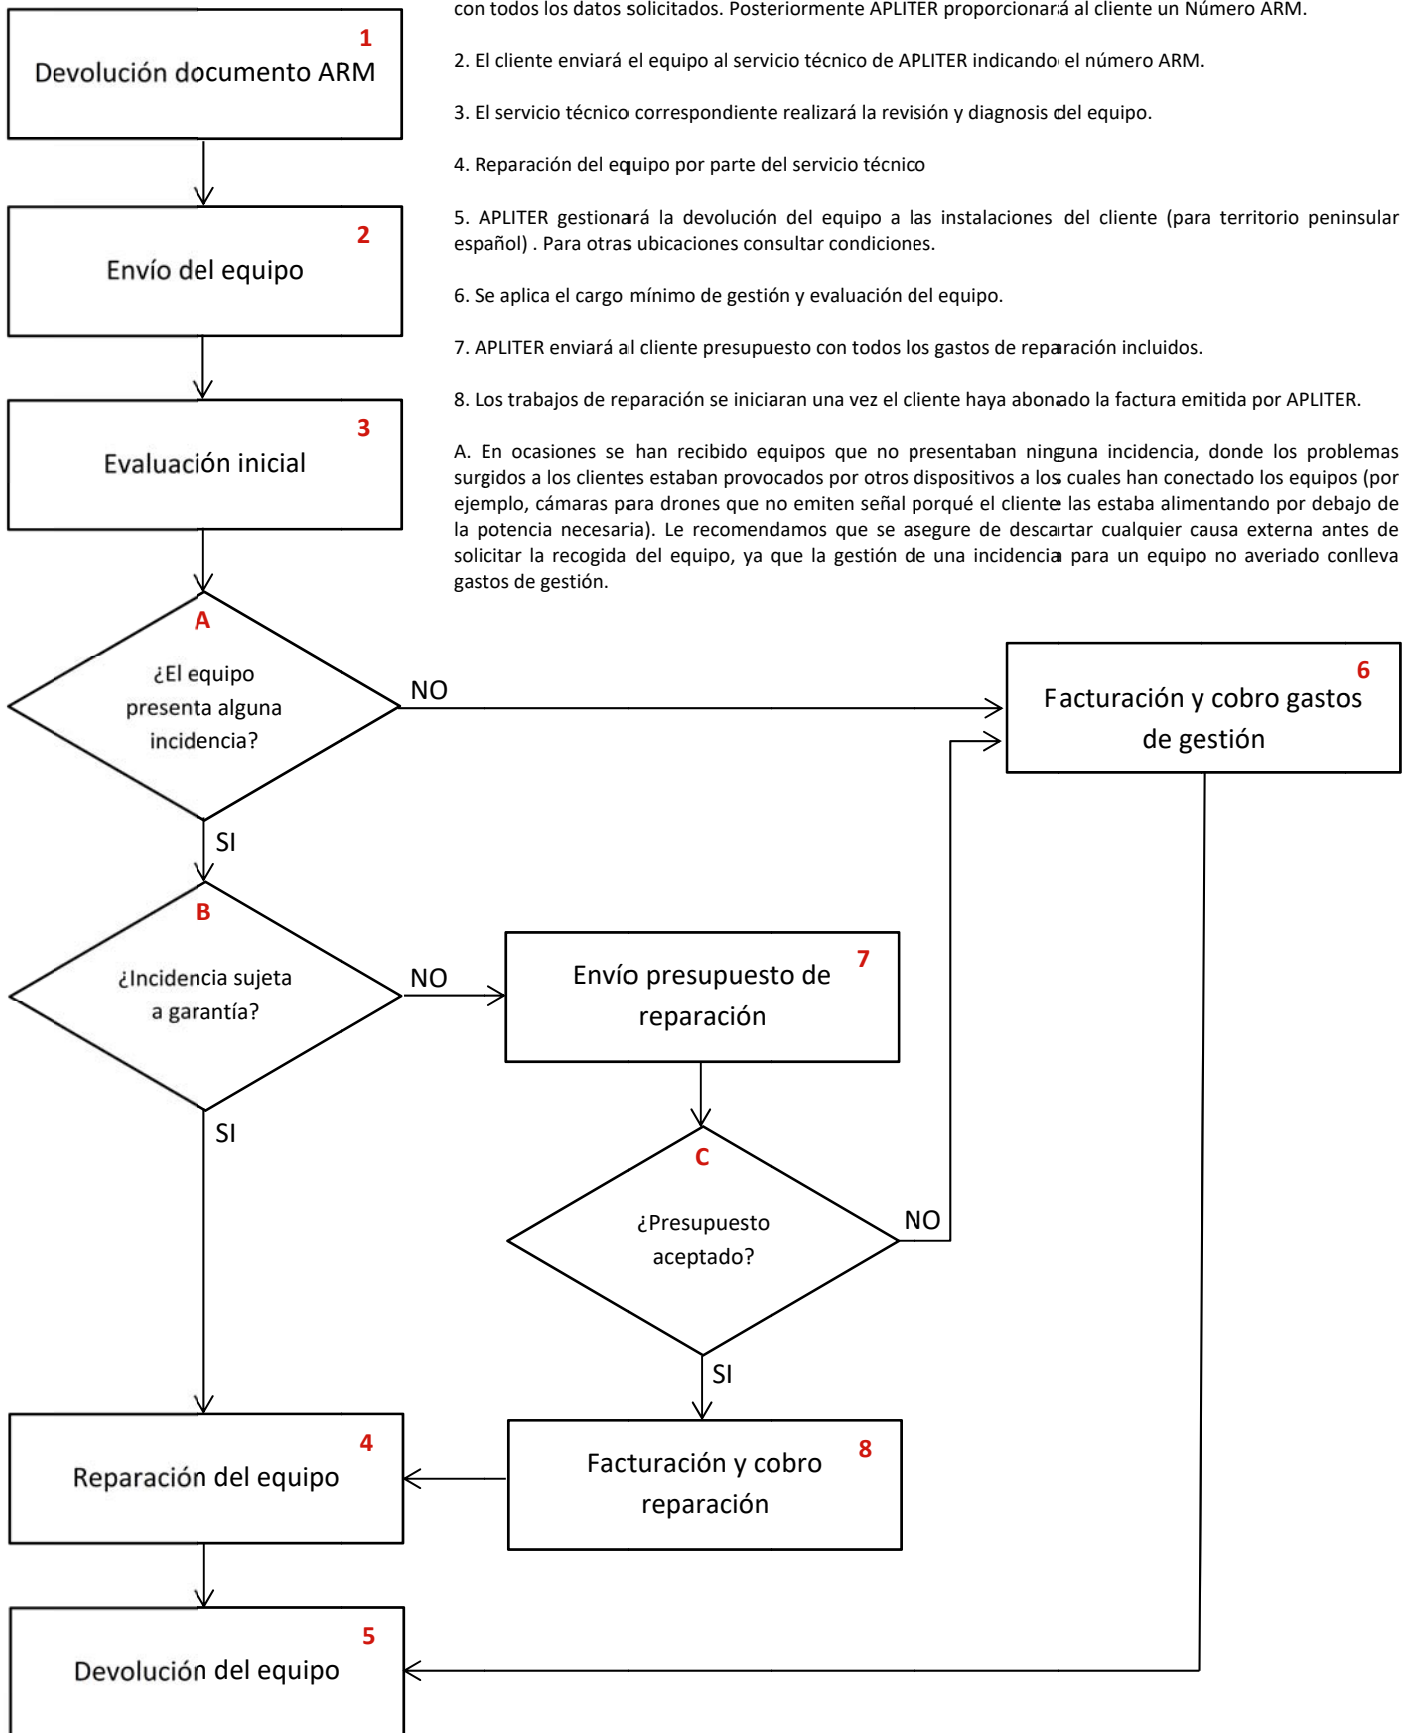 con todos los datos solicitados. Posteriormente APLITER proporcionará al cliente un Número ARM.
2. El cliente enviará el equipo al servicio técnico de APLITER indicando el número ARM.
3. El servicio técnico correspondiente realizará la revisión y diagnosis del equipo.
4. Reparación del equipo por parte del servicio técnico
5. APLITER gestionará la devolución del equipo a las instalaciones del cliente (para territorio peninsular
español) . Para otras ubicaciones consultar condiciones.
6. Se aplica el cargo mínimo de gestión y evaluación del equipo.
7. APLITER enviará al cliente presupuesto con todos los gastos de reparación incluidos.
8. Los trabajos de reparación se iniciaran una vez el cliente haya abonado la factura emitida por APLITER.
A. En ocasiones se han recibido equipos que no presentaban ninguna incidencia, donde los problemas
surgidos a los clientes estaban provocados por otros dispositivos a los cuales han conectado los equipos (por
ejemplo, cámaras para drones que no emiten señal porqué el cliente las estaba alimentando por debajo de
la potencia necesaria). Le recomendamos que se asegure de descartar cualquier causa externa antes de
solicitar la recogida del equipo, ya que la gestión de una incidencia para un equipo no averiado conlleva
gastos de gestión.
1
Devolución documento ARM
2
Envío del equipo
3
Evaluación inicial
A
¿El equipo
presenta alguna
incidencia?
NO
SI
6
Facturación y cobro gastos
de gestión
B
¿Incidencia sujeta
a garantía?
NO
SI
7
Envío presupuesto de
reparación
C
¿Presupuesto
aceptado?
NO
SI
4
Reparación del equipo
8
Facturación y cobro
reparación
5
Devolución del equipo